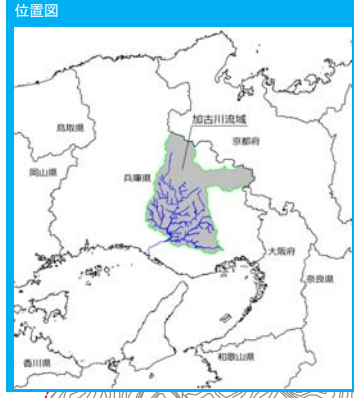 位置図
加古川流域
鳥取県
京都府
岡山県
兵庫県
大阪府
奈良県
和歌山県
香川県